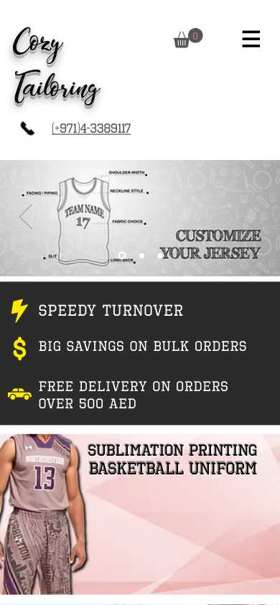 Cozy
Tailoring
0
(+971)4-3389117
SHOULDER WIDTH
FACING / PIPING
NECKLINE STYLE
TEAM NAME
17
FABRIC CHOICE
SLIT
CUSTOMIZE
YOUR JERSEY
SPEEDY TURNOVER
BIG SAVINGS ON BULK ORDERS
FREE DELIVERY ON ORDERS
OVER 500 AED
SUBLIMATION PRINTING
BASKETBALL UNIFORM
13